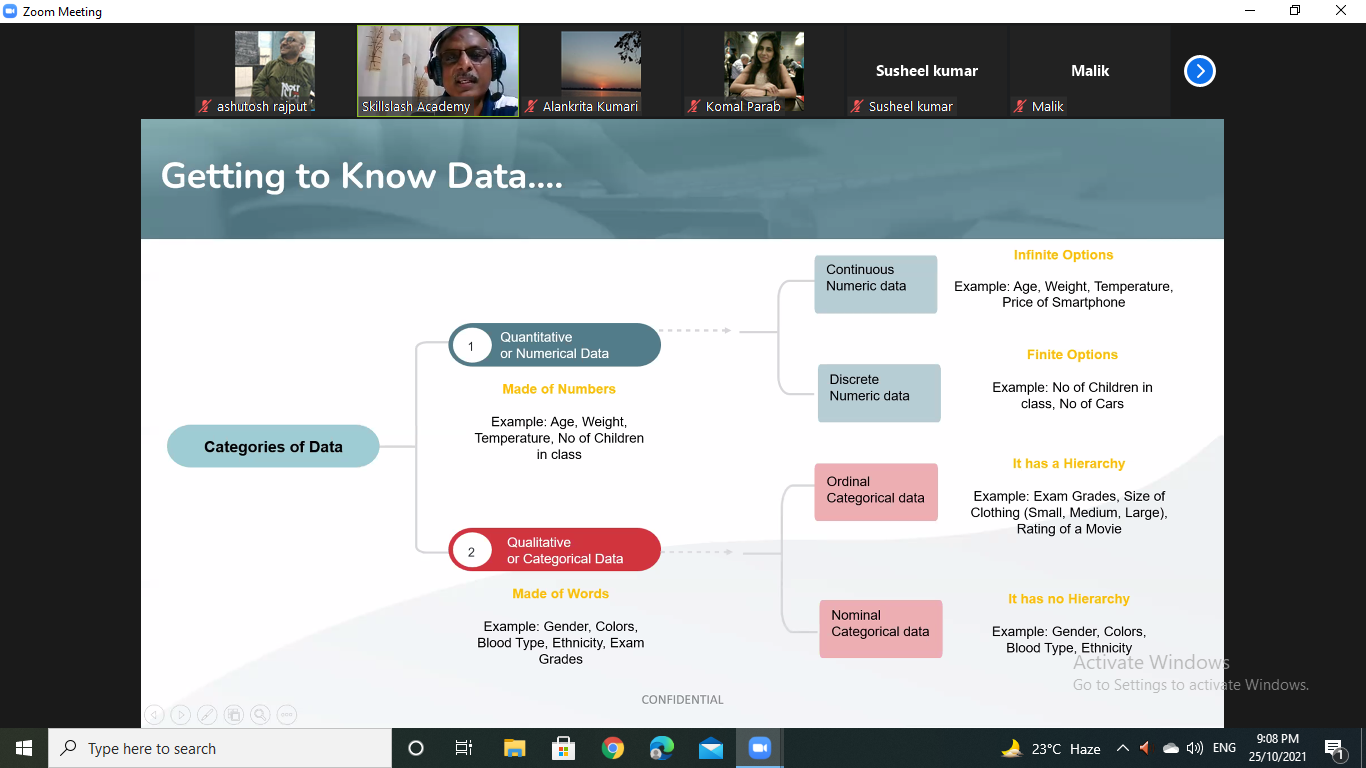 Zoom Meeting
Susheel kumar
Malik
ashutosh rajput
Skillslash Academy
Alankrita Kumari
Komal Parab
Susheel kumar
Malik
Getting to Know Data....
Categories of Data
1
Quantitative
or Numerical Data
Made of Numbers
Example: Age, Weight,
Temperature, No of Children
in class
Continuous
Numeric data
Infinite Options
Example: Age, Weight, Temperature,
Price of Smartphone
Discrete
Numeric data
Finite Options
Example: No of Children in
class, No of Cars
2
Qualitative
or Categorical Data
Made of Words
Example: Gender, Colors,
Blood Type, Ethnicity, Exam
Grades
Ordinal
Categorical data
It has a Hierarchy
Example: Exam Grades, Size of
Clothing (Small, Medium, Large),
Rating of a Movie
Nominal
Categorical data
It has no Hierarchy
Example: Gender, Colors,
Blood Type, Ethnicity
Activate Windows
Go to Settings to activate Windows.
CONFIDENTIAL
Type here to search
23°C Haze
ENG
9:08 PM
25/10/2021
1